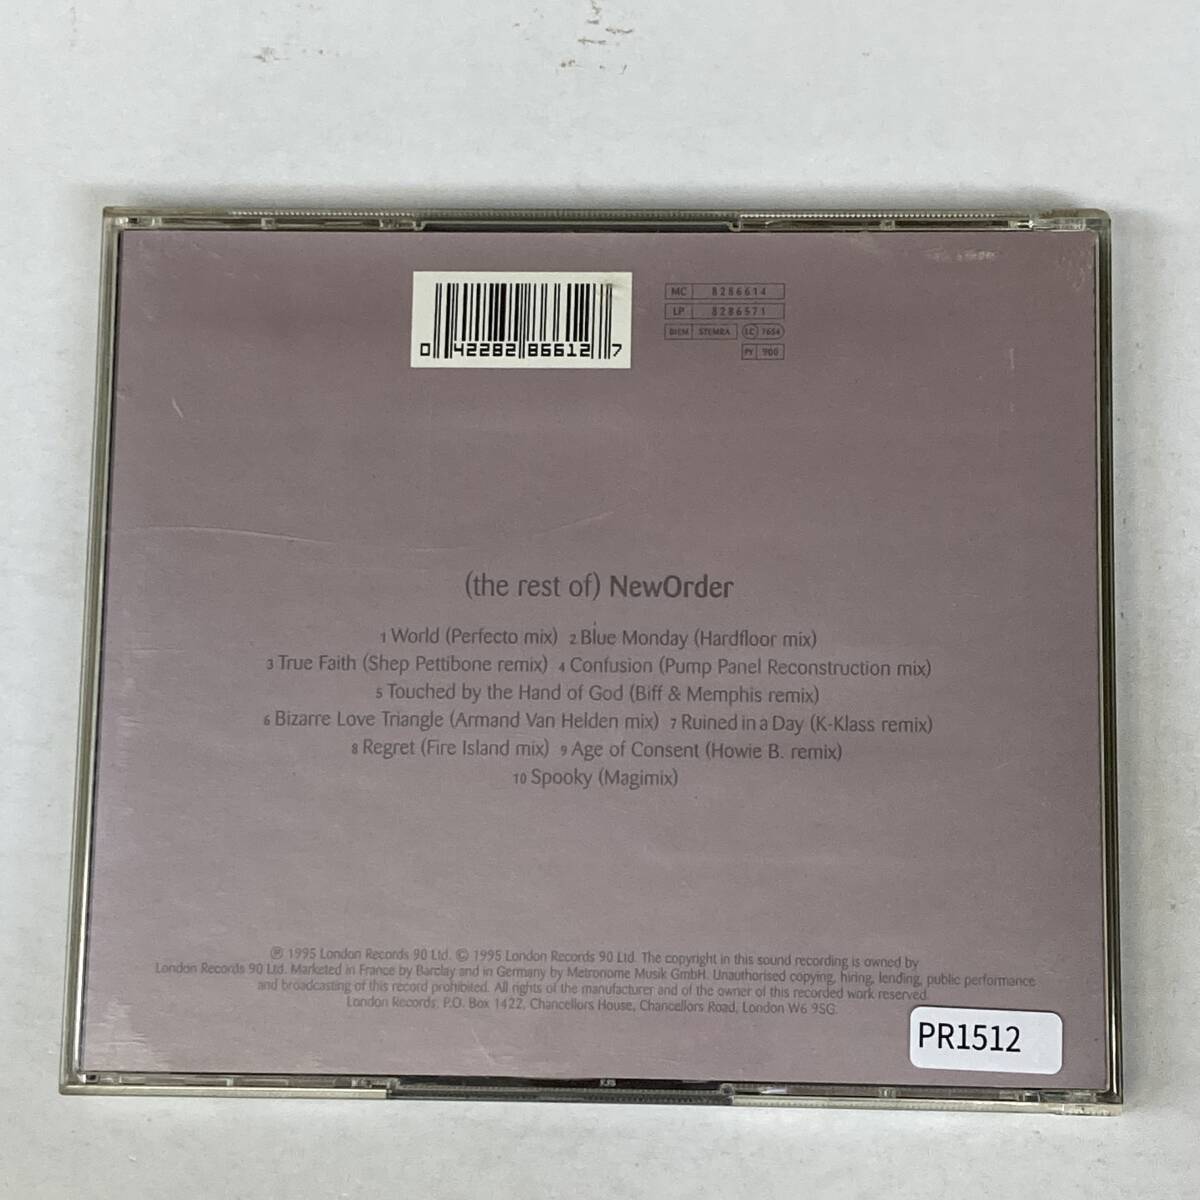 0 42282 86612 7
MC 8286614
LP 8286571
BIEM STEMRA LC 7654
PY 900
(the rest of) NewOrder
1 World (Perfecto mix) 2 Blue Monday (Hardfloor mix)
3 True Faith (Shep Pettibone remix) 4 Confusion (Pump Panel Reconstruction mix)
5 Touched by the Hand of God (Biff & Memphis remix)
6 Bizarre Love Triangle (Armand Van Helden mix) 7 Ruined in a Day (K-Klass remix)
8 Regret (Fire Island mix) 9 Age of Consent (Howie B. remix)
10 Spooky (Magimix)
℗ 1995 London Records 90 Ltd. © 1995 London Records 90 Ltd. The copyright in this sound recording is owned by
London Records 90 Ltd. Marketed in France by Barclay and in Germany by Metronome Musik GmbH. Unauthorised copying, hiring, lending, public performance
and broadcasting of this record prohibited. All rights of the manufacturer and of the owner of this recorded work reserved.
London Records. P.O. Box 1422, Chancellors House, Chancellors Road, London W6 9SG.
PR1512